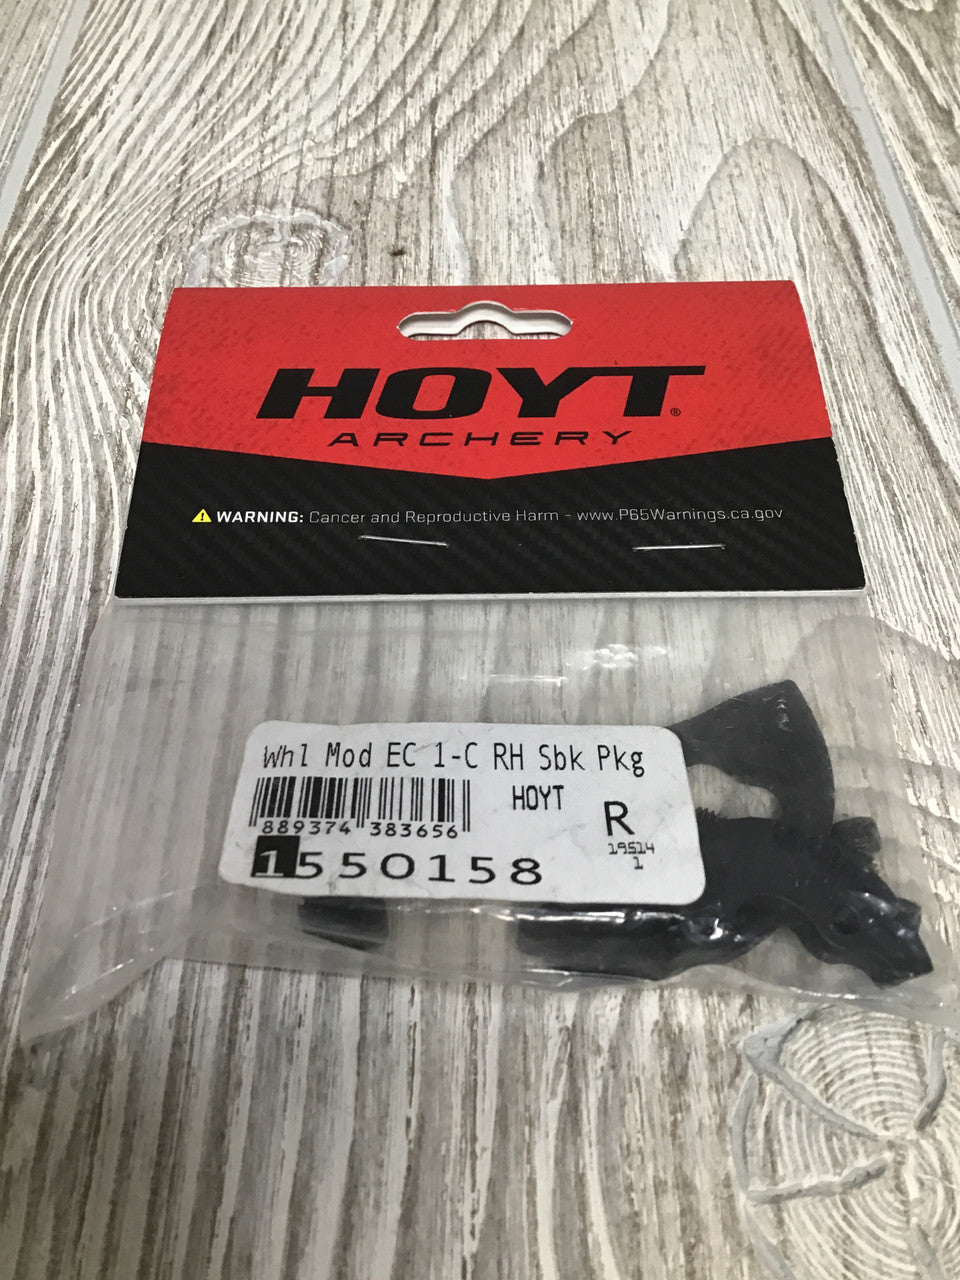 HOYT®
ARCHERY
WARNING: Cancer and Reproductive Harm - www.P65Warnings.ca.gov
Whl Mod EC 1-C RH Sbk Pkg
HOYT
R
889374 383656
19514
1
1550158